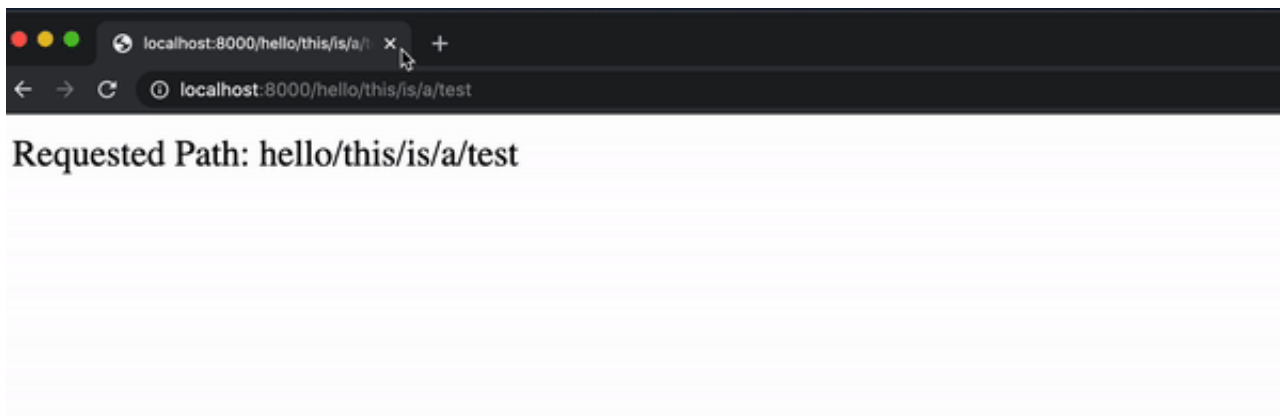 localhost:8000/hello/this/is/a/t
localhost:8000/hello/this/is/a/test
Requested Path: hello/this/is/a/test